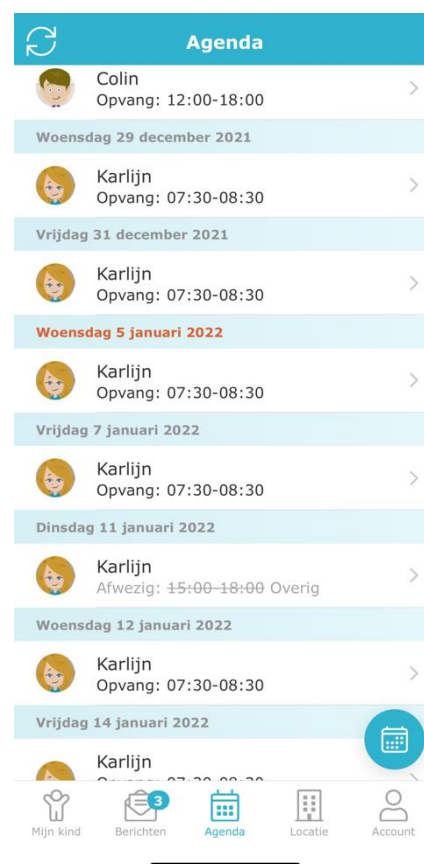 Agenda
Colin
Opvang: 12:00-18:00
Woensdag 29 december 2021
Karlijn
Opvang: 07:30-08:30
Vrijdag 31 december 2021
Karlijn
Opvang: 07:30-08:30
Woensdag 5 januari 2022
Karlijn
Opvang: 07:30-08:30
Vrijdag 7 januari 2022
Karlijn
Opvang: 07:30-08:30
Dinsdag 11 januari 2022
Karlijn
Afwezig: 15:00-18:00 Overig
Woensdag 12 januari 2022
Karlijn
Opvang: 07:30-08:30
Vrijdag 14 januari 2022
Karlijn
3
Mijn kind Berichten Agenda Locatie Account